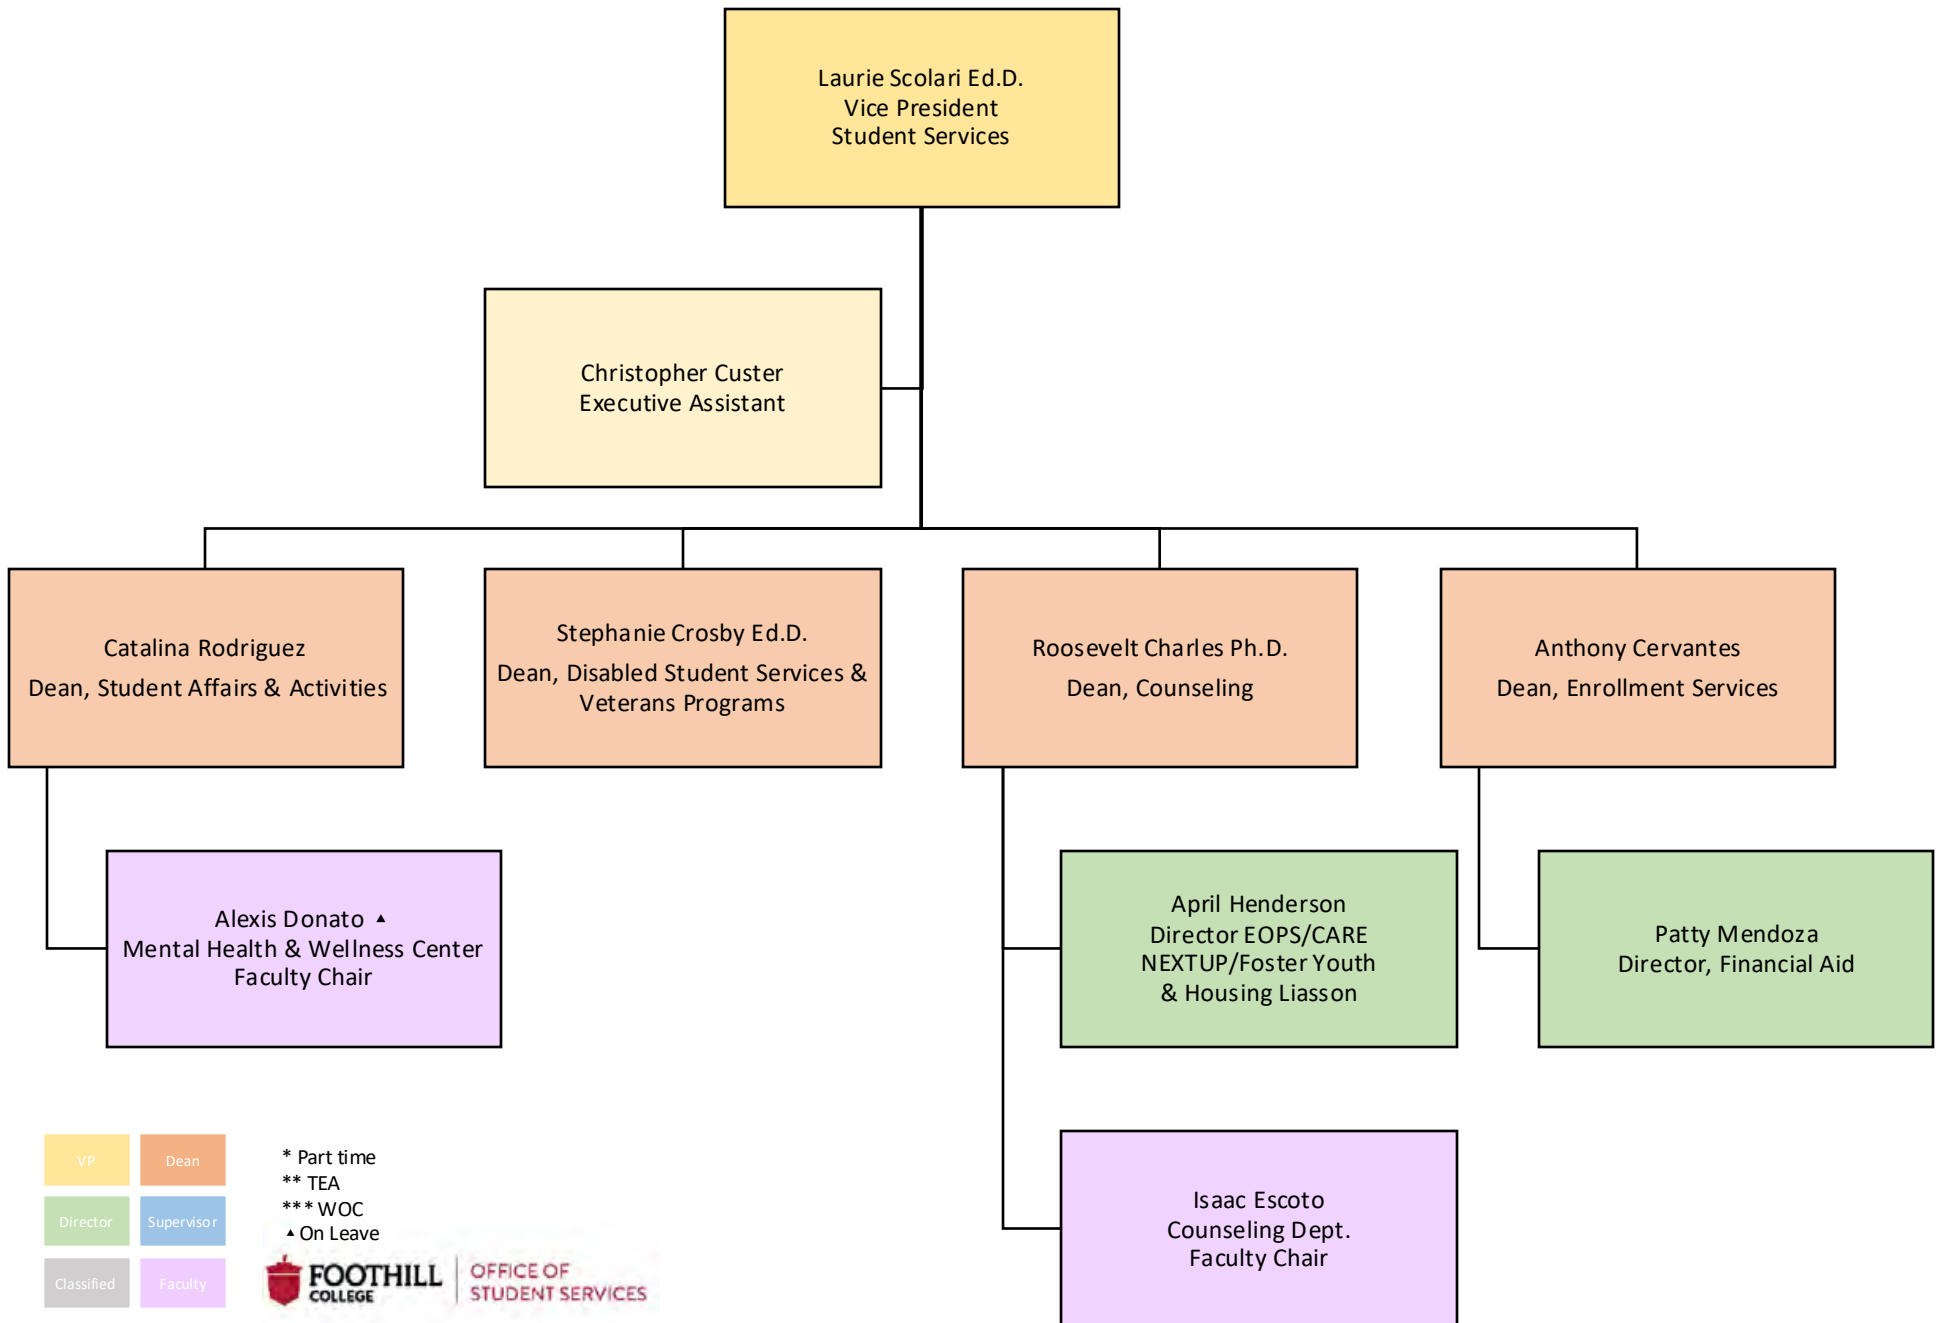 Laurie Scolari Ed.D.
Vice President
Student Services
Christopher Custer
Executive Assistant
Catalina Rodriguez
Dean, Student Affairs & Activities
Stephanie Crosby Ed.D.
Dean, Disabled Student Services &
Veterans Programs
Roosevelt Charles Ph.D.
Dean, Counseling
Anthony Cervantes
Dean, Enrollment Services
Alexis Donato ▲
Mental Health & Wellness Center
Faculty Chair
April Henderson
Director EOPS/CARE
NEXTUP/Foster Youth
& Housing Liasson
Patty Mendoza
Director, Financial Aid
Isaac Escoto
Counseling Dept.
Faculty Chair
VP
Dean
Director
Supervisor
Classified
Faculty
* Part time
** TEA
*** WOC
▲ On Leave
FOOTHILL
COLLEGE
OFFICE OF
STUDENT SERVICES